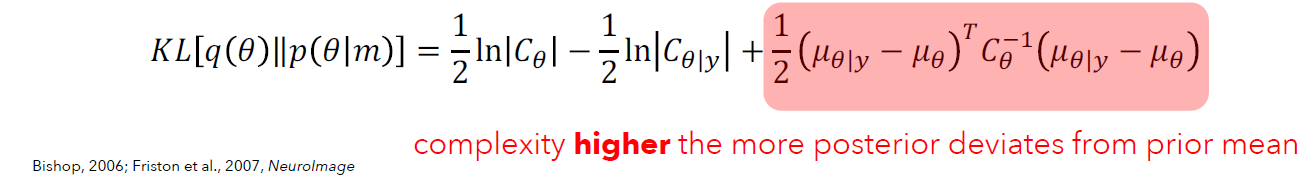 KL[q(θ)||p(θ|m)] = 1/2 ln|C_θ| − 1/2 ln|C_θ|y| + 1/2 (μ_θ|y − μ_θ)^T C_θ^−1 (μ_θ|y − μ_θ)
complexity higher the more posterior deviates from prior mean
Bishop, 2006; Friston et al., 2007, NeuroImage